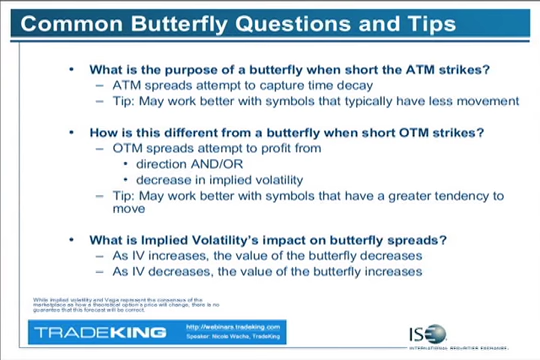 Common Butterfly Questions and Tips
• What is the purpose of a butterfly when short the ATM strikes?
– ATM spreads attempt to capture time decay
– Tip: May work better with symbols that typically have less movement
• How is this different from a butterfly when short OTM strikes?
– OTM spreads attempt to profit from
• direction AND/OR
• decrease in implied volatility
– Tip: May work better with symbols that have a greater tendency to
move
• What is Implied Volatility's impact on butterfly spreads?
– As IV increases, the value of the butterfly decreases
– As IV decreases, the value of the butterfly increases
While implied volatility and Vega represent the consensus of the
marketplace as how a theoretical option's price will change, there is no
guarantee that this forecast will be correct.
TRADEKING
http://webinars.tradeking.com
Speaker: Nicole Wachs, TradeKing
ISE
INTERNATIONAL SECURITIES EXCHANGE